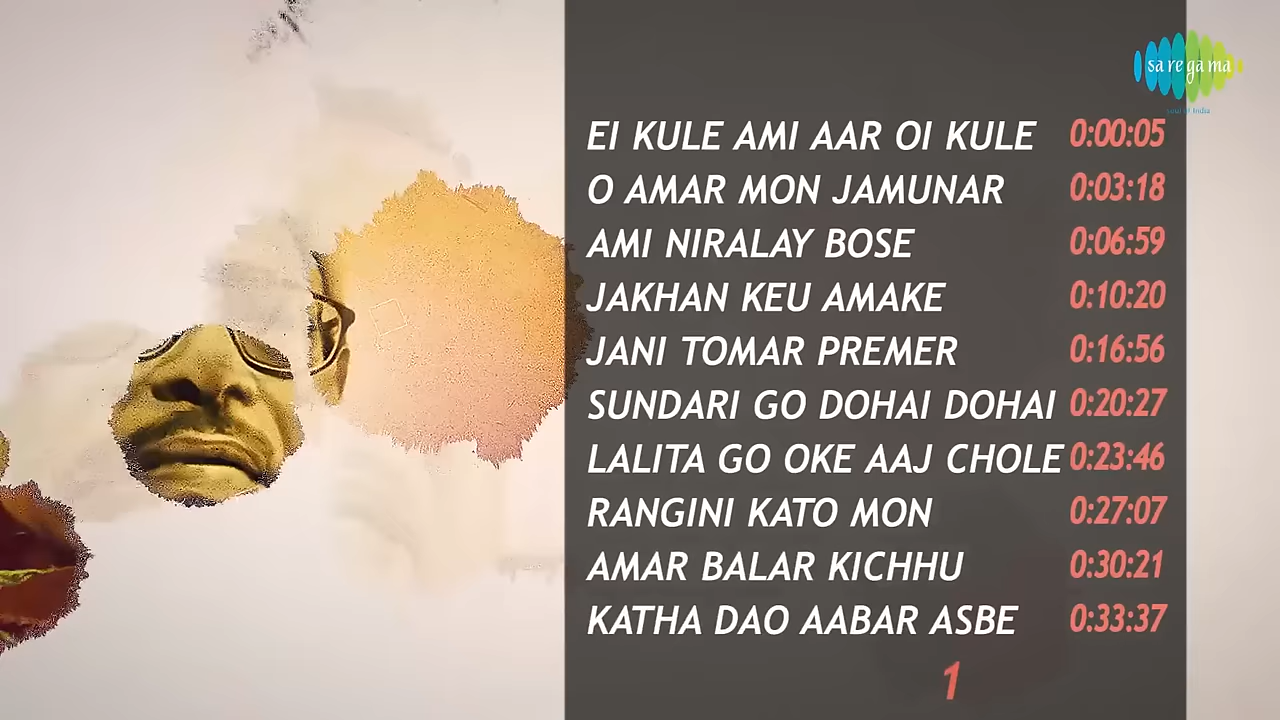 sa re ga ma
soul of India
EI KULE AMI AAR OI KULE 0:00:05
O AMAR MON JAMUNAR 0:03:18
AMI NIRALAY BOSE 0:06:59
JAKHAN KEU AMAKE 0:10:20
JANI TOMAR PREMER 0:16:56
SUNDARI GO DOHAI DOHAI 0:20:27
LALITA GO OKE AAJ CHOLE 0:23:46
RANGINI KATO MON 0:27:07
AMAR BALAR KICHHU 0:30:21
KATHA DAO AABAR ASBE 0:33:37
1